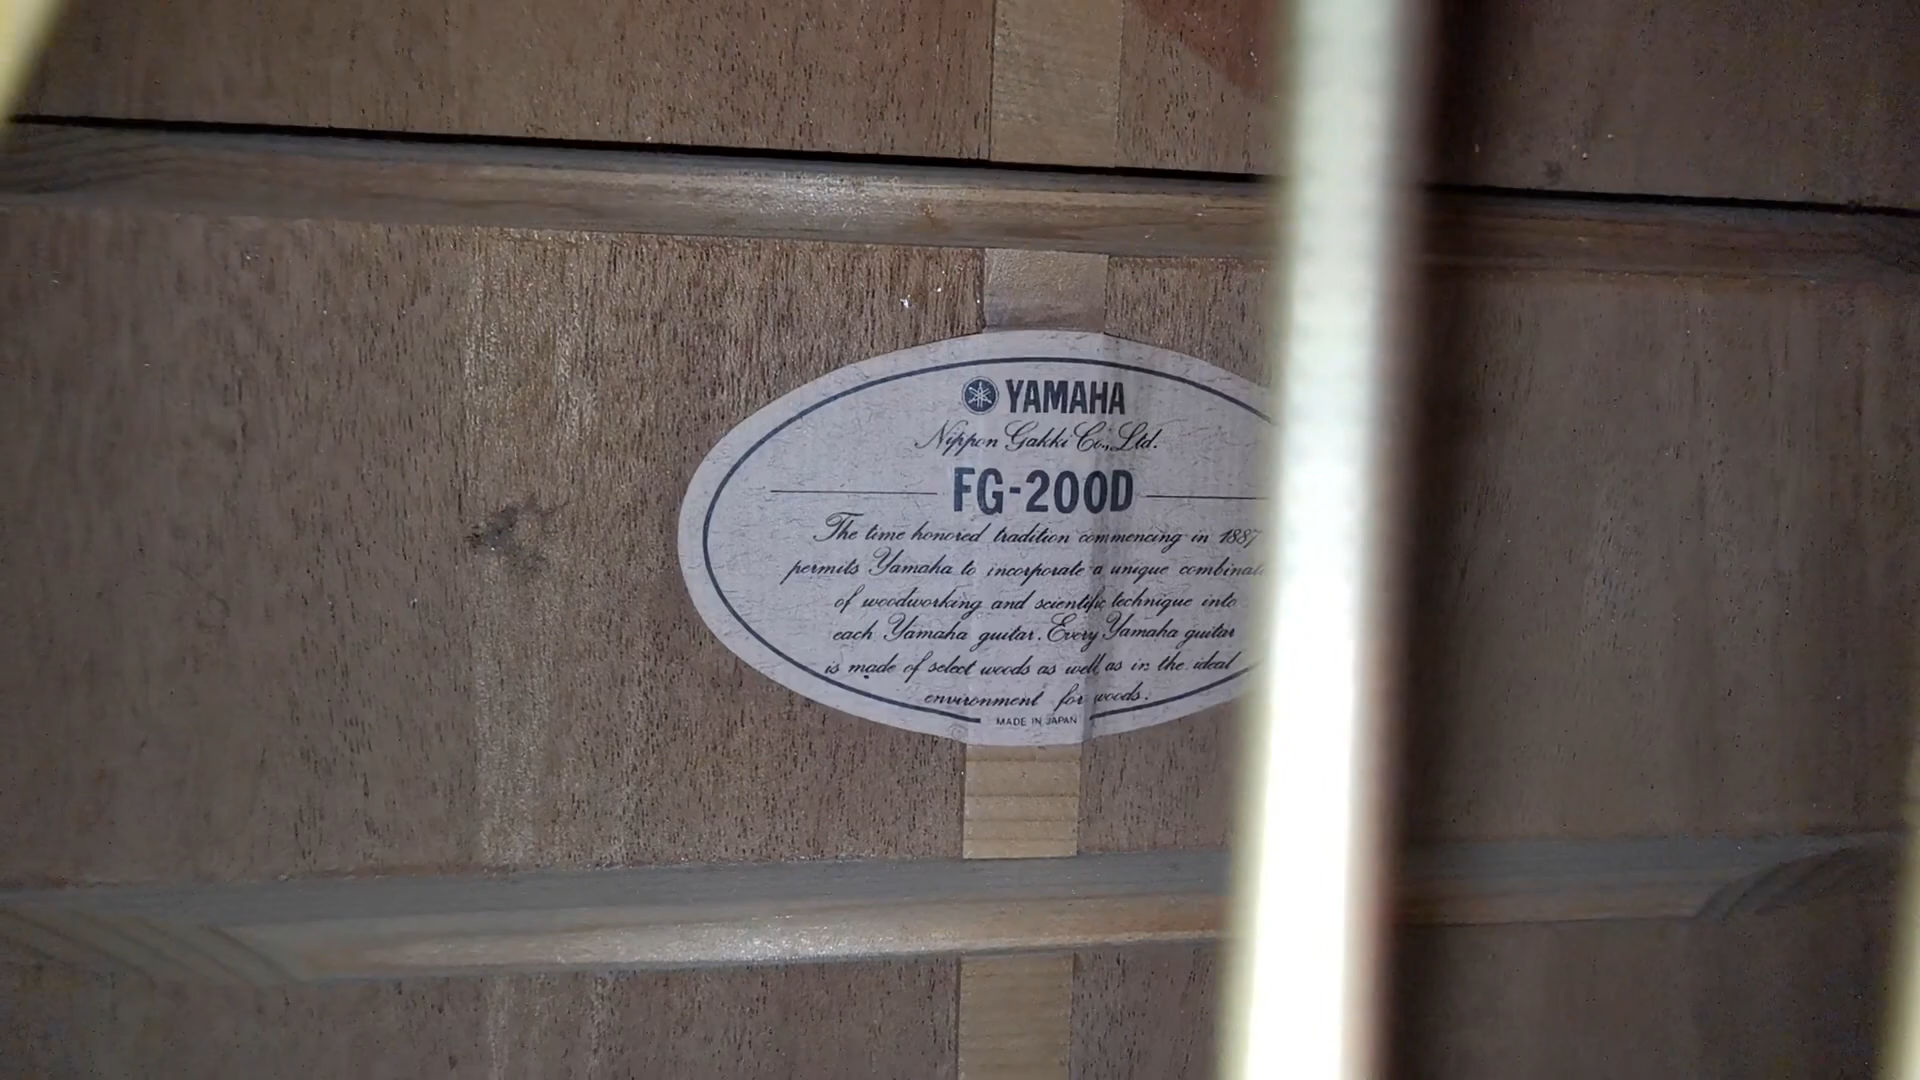 YAMAHA
Nippon Gakki Co., Ltd.
FG-200D
The time honored tradition commencing in 1887
permits Yamaha to incorporate a unique
of woodworking and scientific technique into
each Yamaha guitar. Every Yamaha guitar
is made of select woods as well as in the ideal
environment for woods.
MADE IN JAPAN